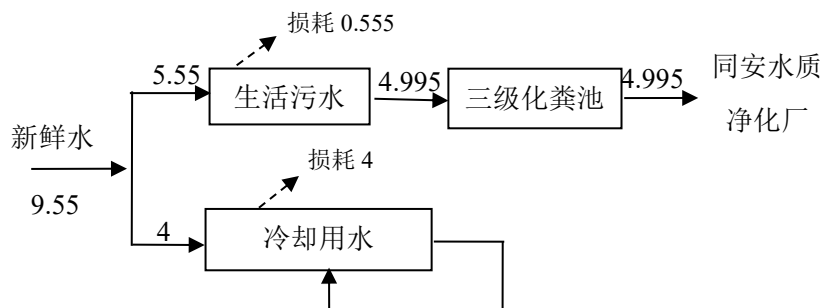 损耗 0.555
5.55
生活污水
4.995
三级化粪池
4.995
同安水质
净化厂
新鲜水
9.55
损耗 4
4
冷却用水